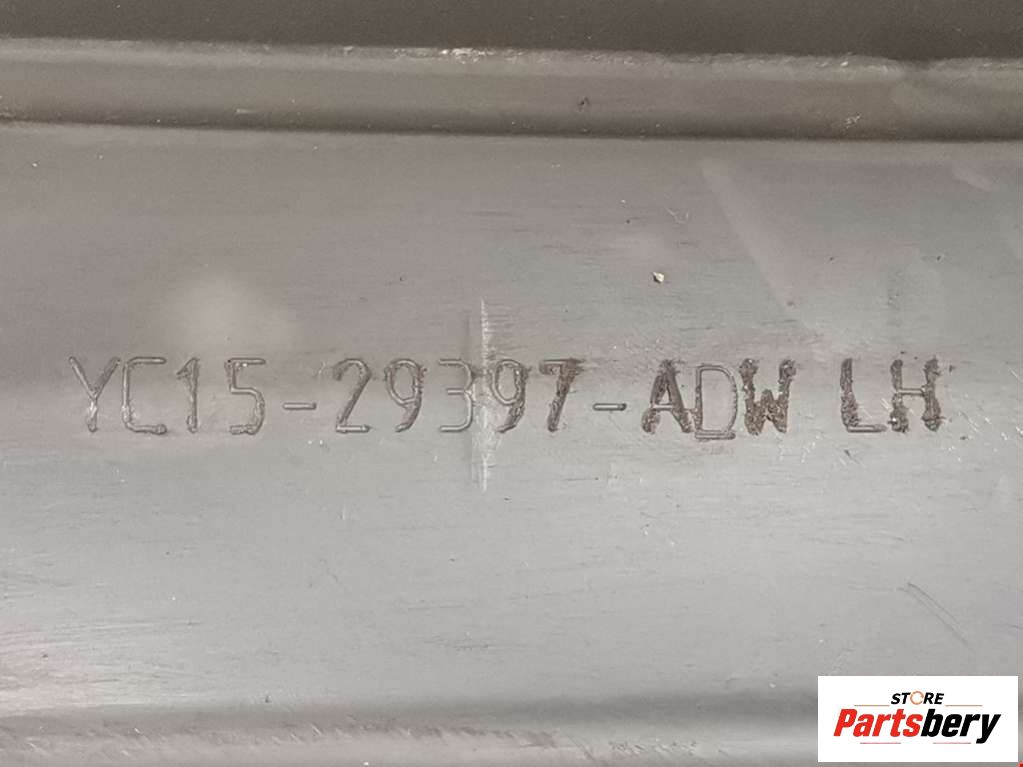 YC15-29397-ADW LH
STORE
Partsbery